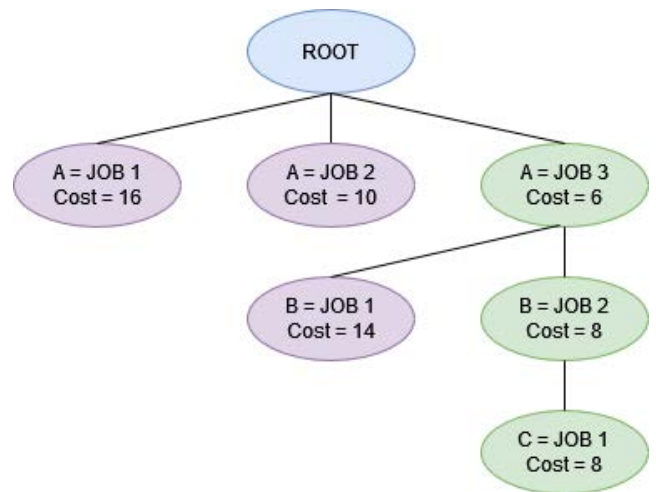 ROOT
A = JOB 1
Cost = 16
A = JOB 2
Cost = 10
A = JOB 3
Cost = 6
B = JOB 1
Cost = 14
B = JOB 2
Cost = 8
C = JOB 1
Cost = 8